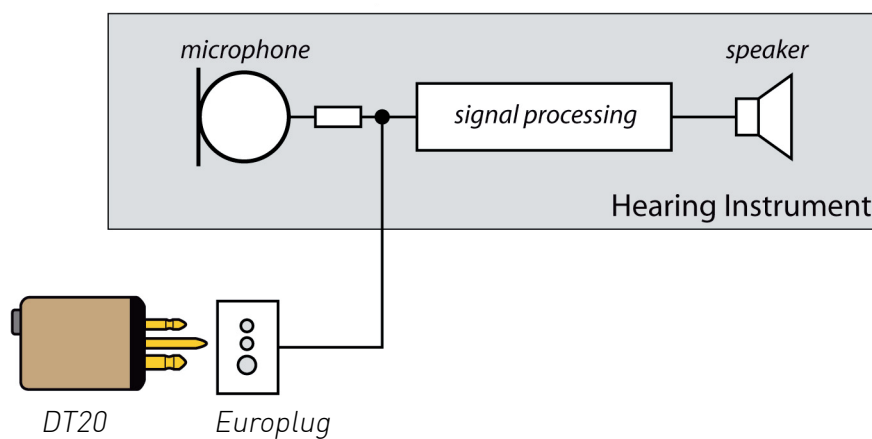 microphone
speaker
signal processing
Hearing Instrument
DT20
Europlug